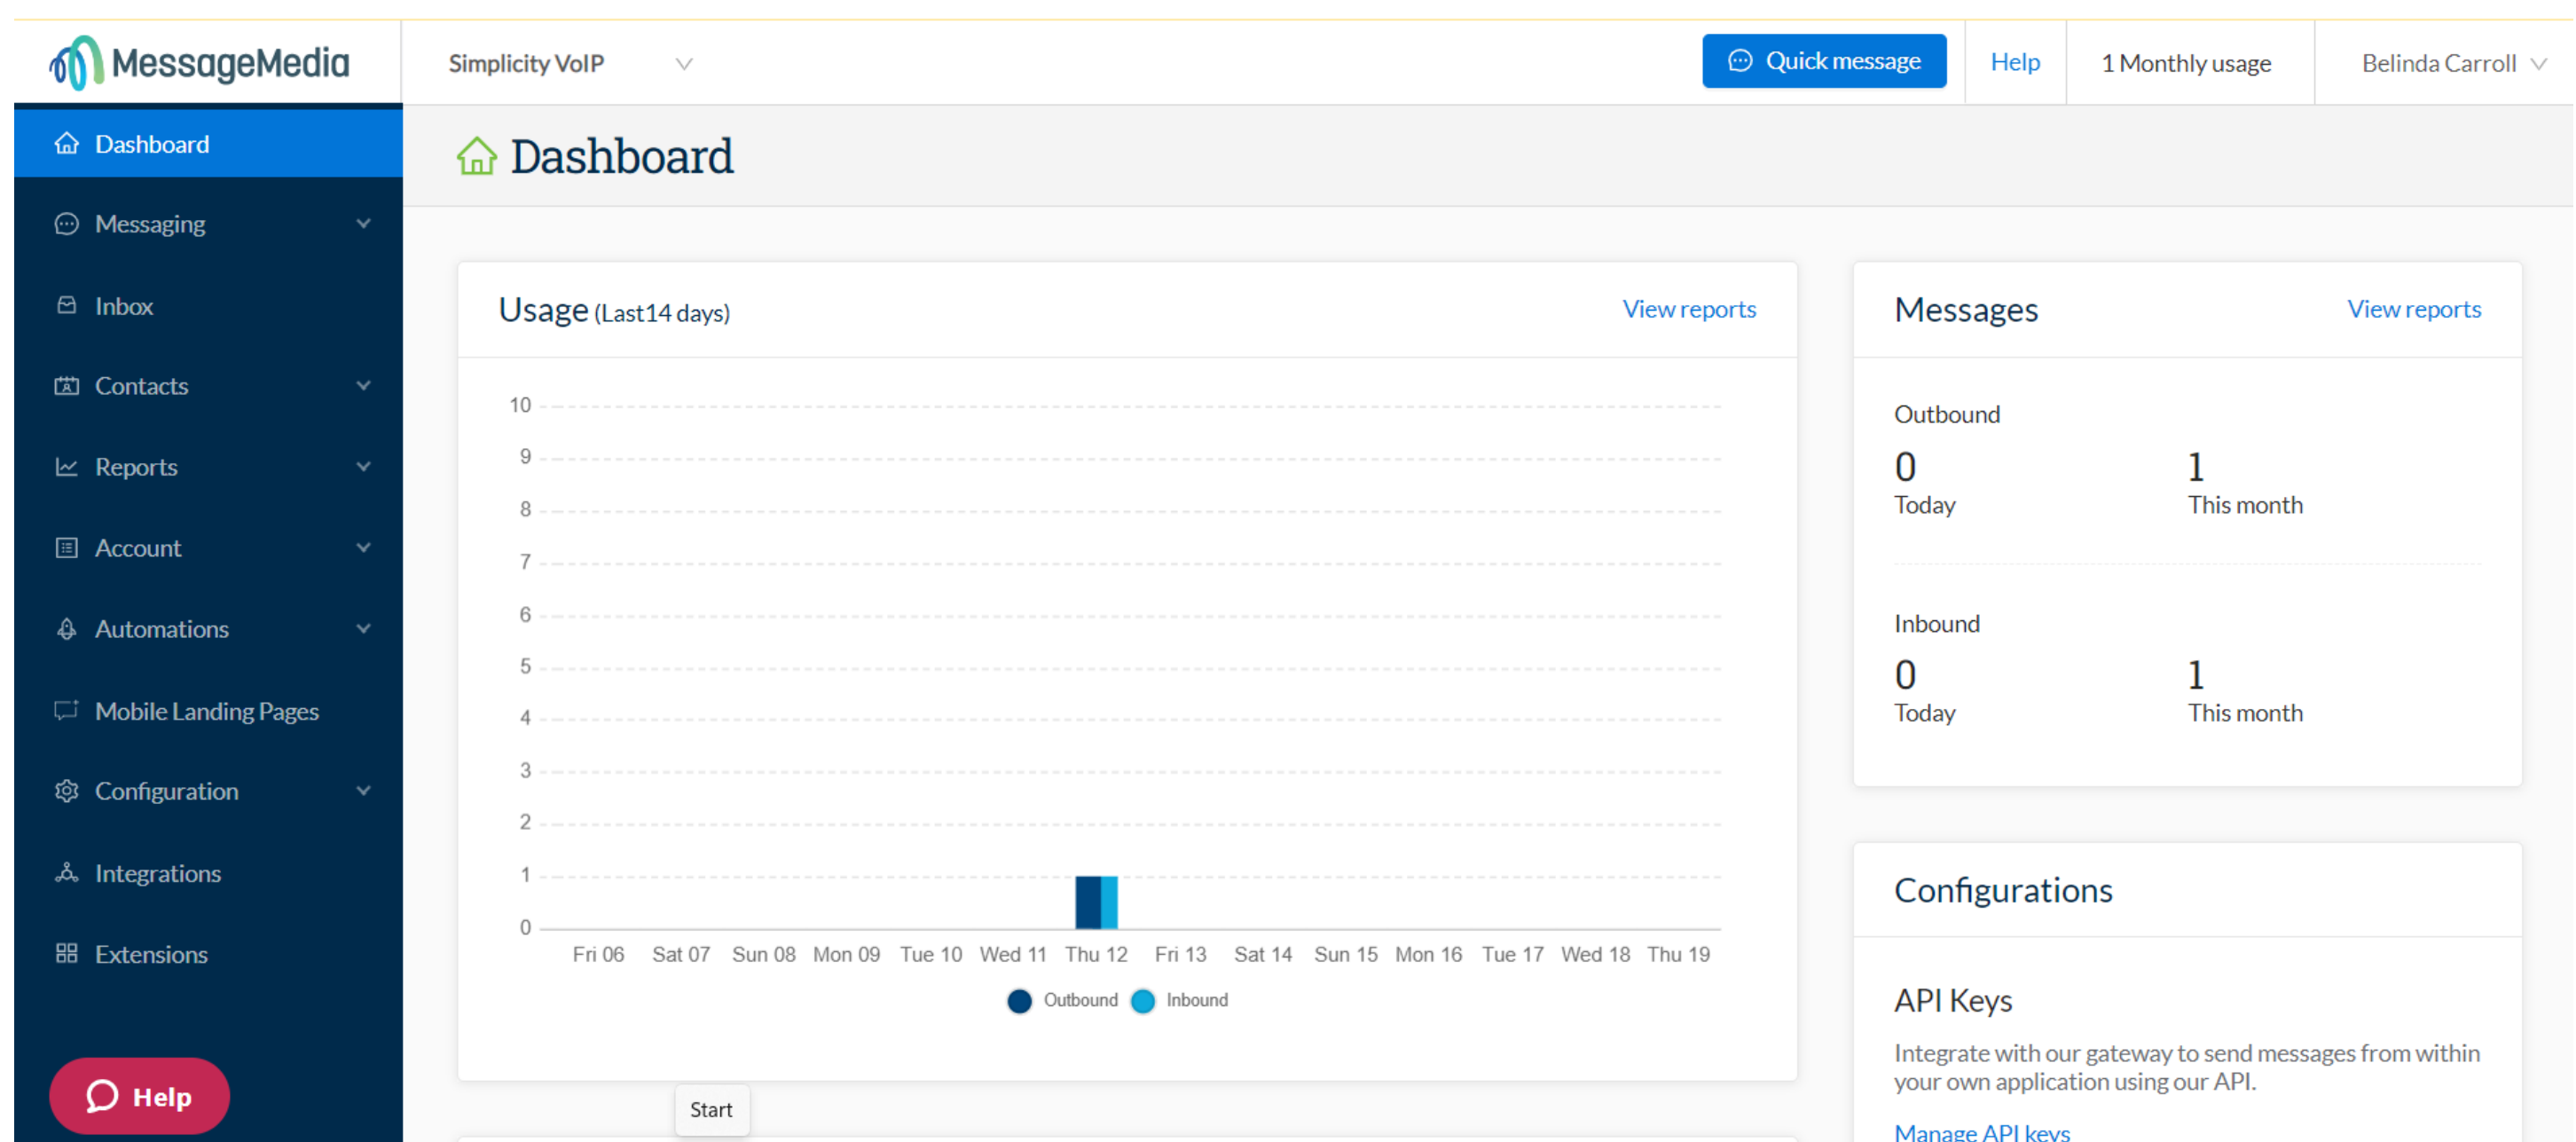 MessageMedia
Simplicity VoIP
Quick message
Help
1 Monthly usage
Belinda Carroll
Dashboard
Messaging
Inbox
Contacts
Reports
Account
Automations
Mobile Landing Pages
Configuration
Integrations
Extensions
Help
Dashboard
Usage (Last14 days)
View reports
10
9
8
7
6
5
4
3
2
1
0
Fri 06 Sat 07 Sun 08 Mon 09 Tue 10 Wed 11 Thu 12 Fri 13 Sat 14 Sun 15 Mon 16 Tue 17 Wed 18 Thu 19
Outbound Inbound
Start
Messages
View reports
Outbound
0 1
Today This month
Inbound
0 1
Today This month
Configurations
API Keys
Integrate with our gateway to send messages from within
your own application using our API.
Manage API keys